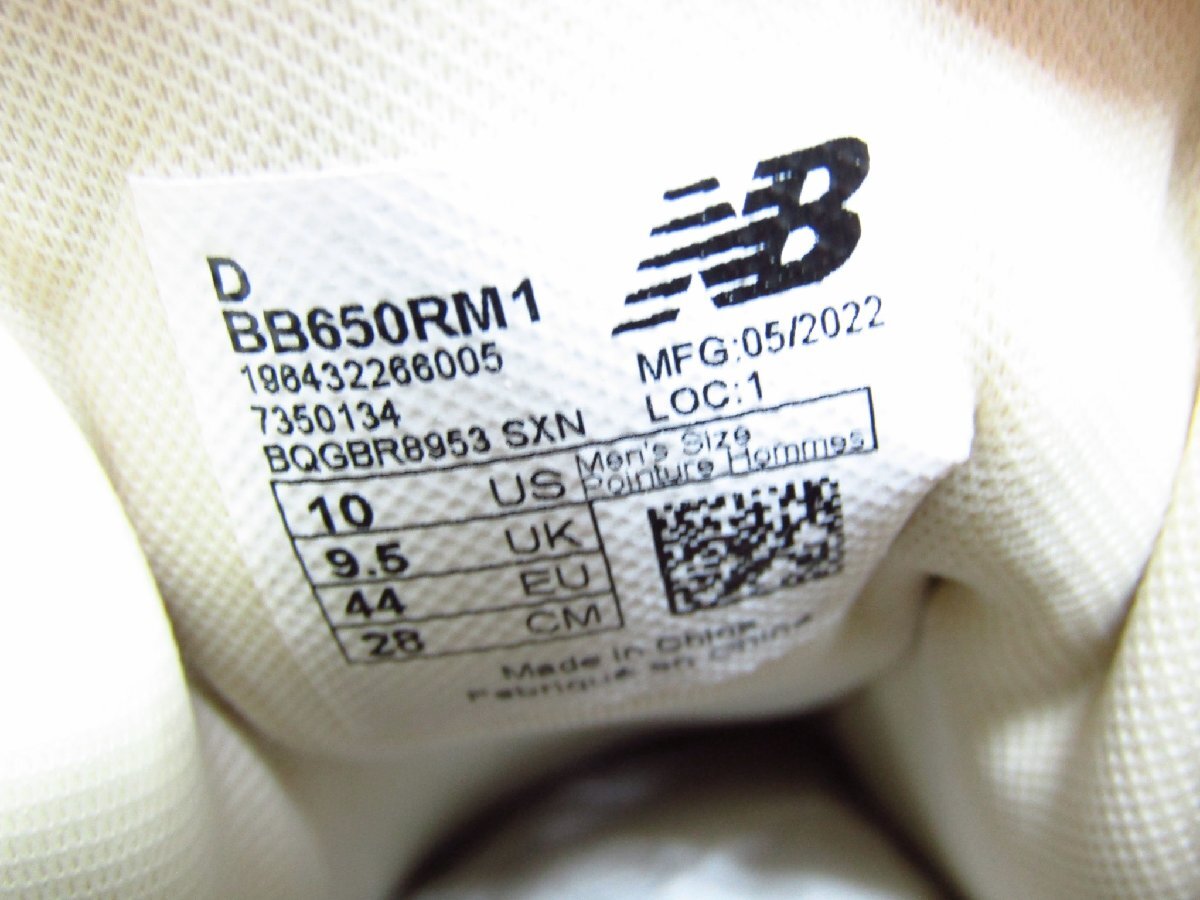 D
BB650RM1
196432266005
7350134
BQGBR8953 SXN
NB
MFG:05/2022
LOC:1
Men's Size
Pointure Hommes
10 US
9.5 UK
44 EU
28 CM
Made in China
Fabriqué en Chine